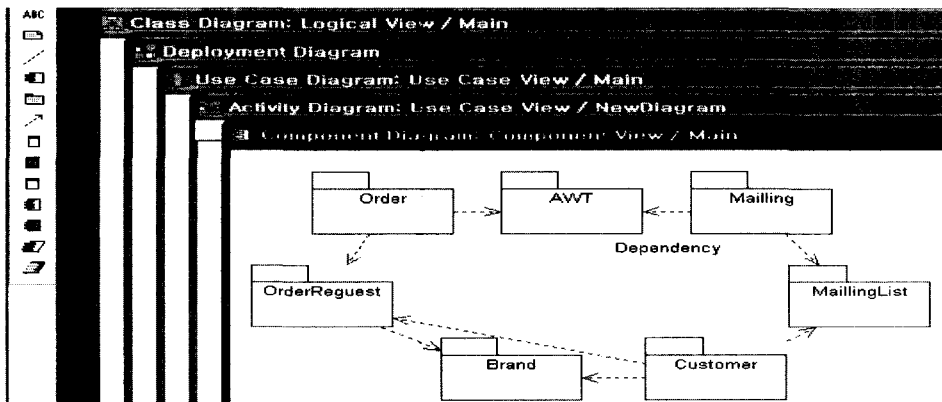 ABC
Class Diagram: Logical View / Main
Deployment Diagram
Use Case Diagram: Use Case View / Main
Activity Diagram: Use Case View / NewDiagram
Component Diagram: Component View / Main
Order
AWT
Mailling
Dependency
OrderReguest
MaillingList
Brand
Customer